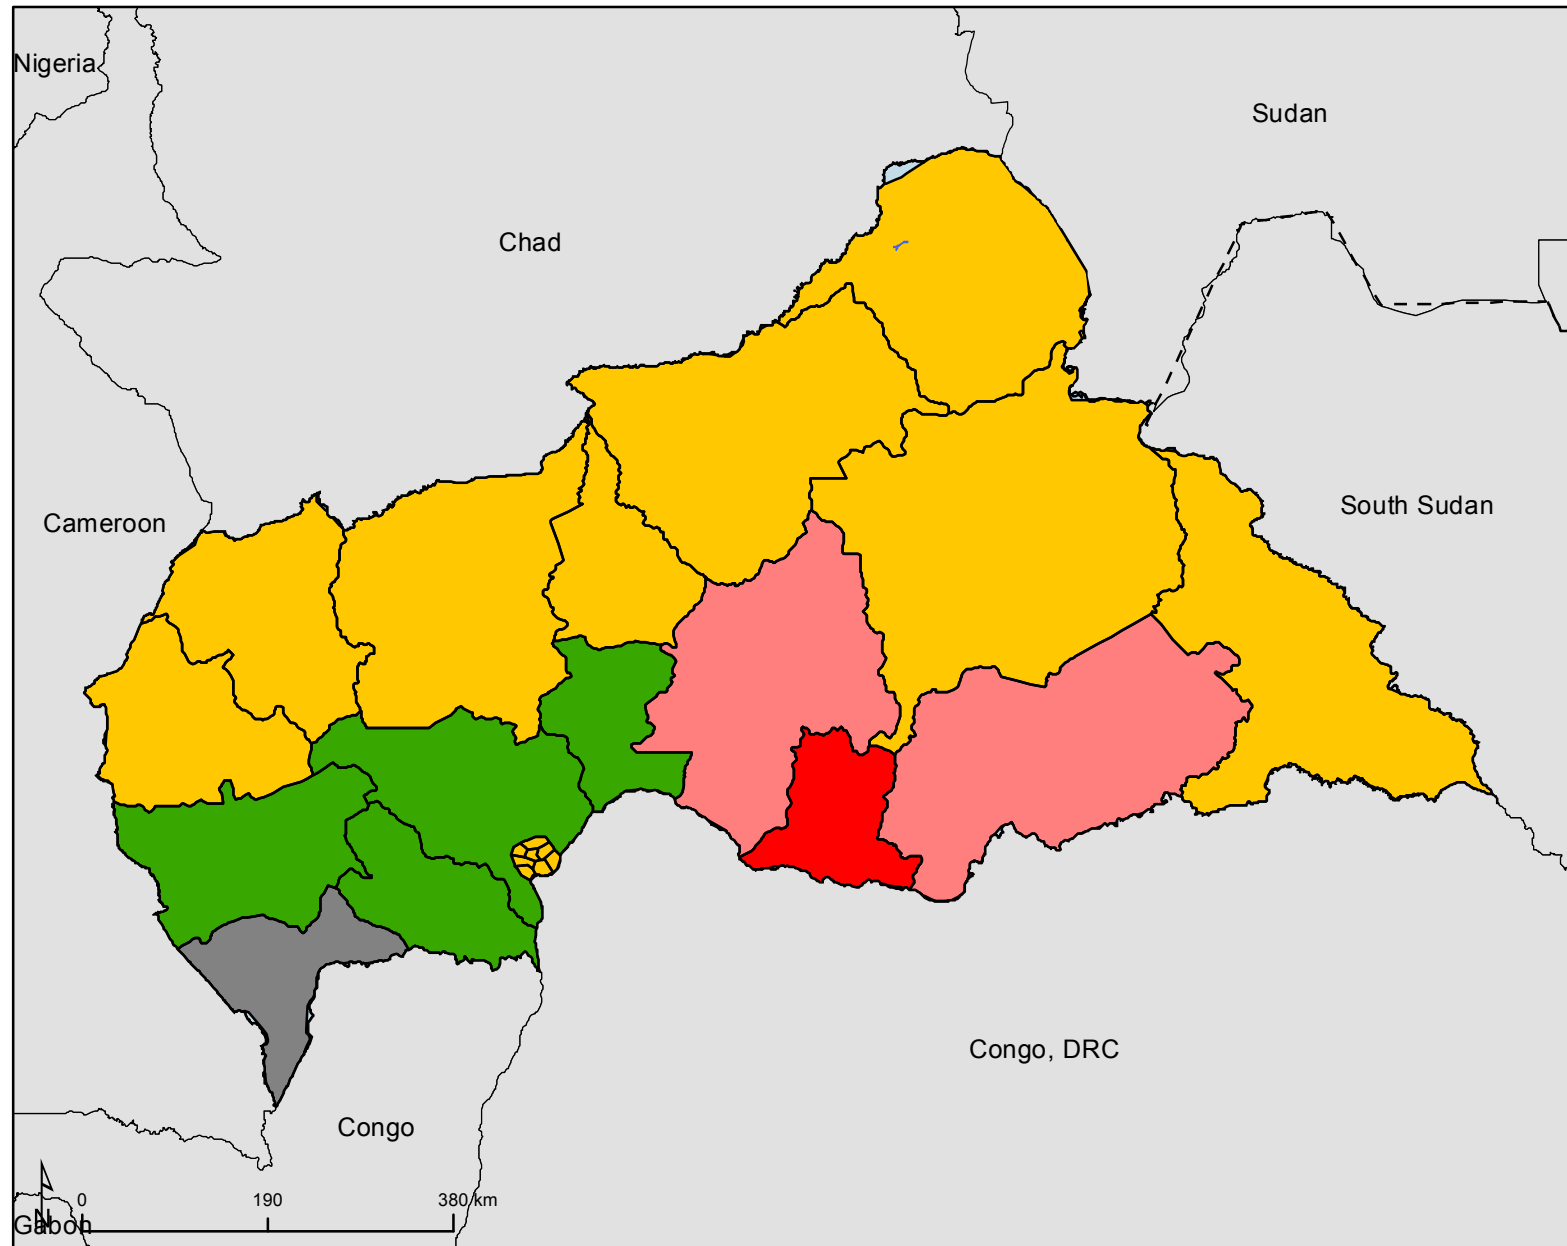 Nigeria
Sudan
Chad
South Sudan
Cameroon
Congo, DRC
Congo
0 190 380 km
N
Gabon